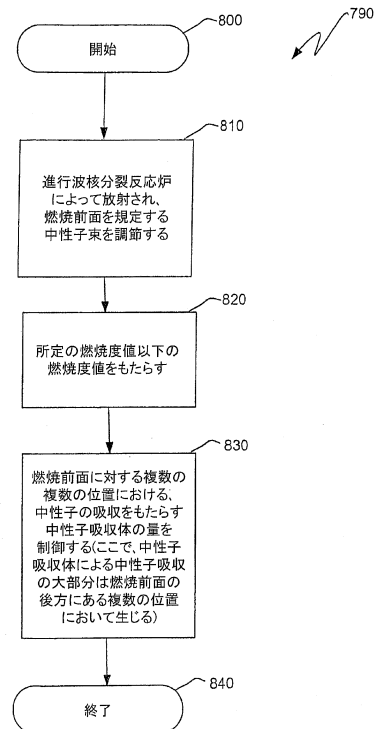 790
800
開始
810
進行波核分裂反応炉
によって放射され、
燃焼前面を規定する
中性子束を調節する
820
所定の燃焼度値以下の
燃焼度値をもたらす
830
燃焼前面に対する複数の
複数の位置における、
中性子の吸収をもたらす
中性子吸収体の量を
制御する(ここで、中性子
吸収体による中性子吸収
の大部分は燃焼前面の
後方にある複数の位置
において生じる)
840
終了